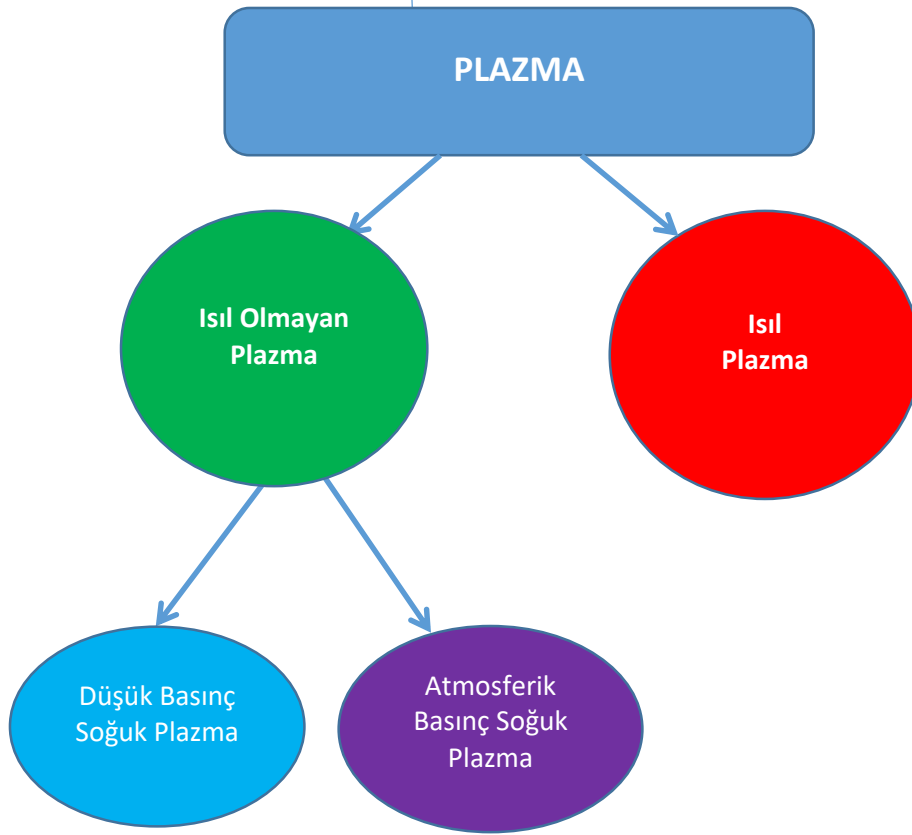 PLAZMA
Isıl Olmayan
Plazma
Isıl
Plazma
Düşük Basınç
Soğuk Plazma
Atmosferik
Basınç Soğuk
Plazma